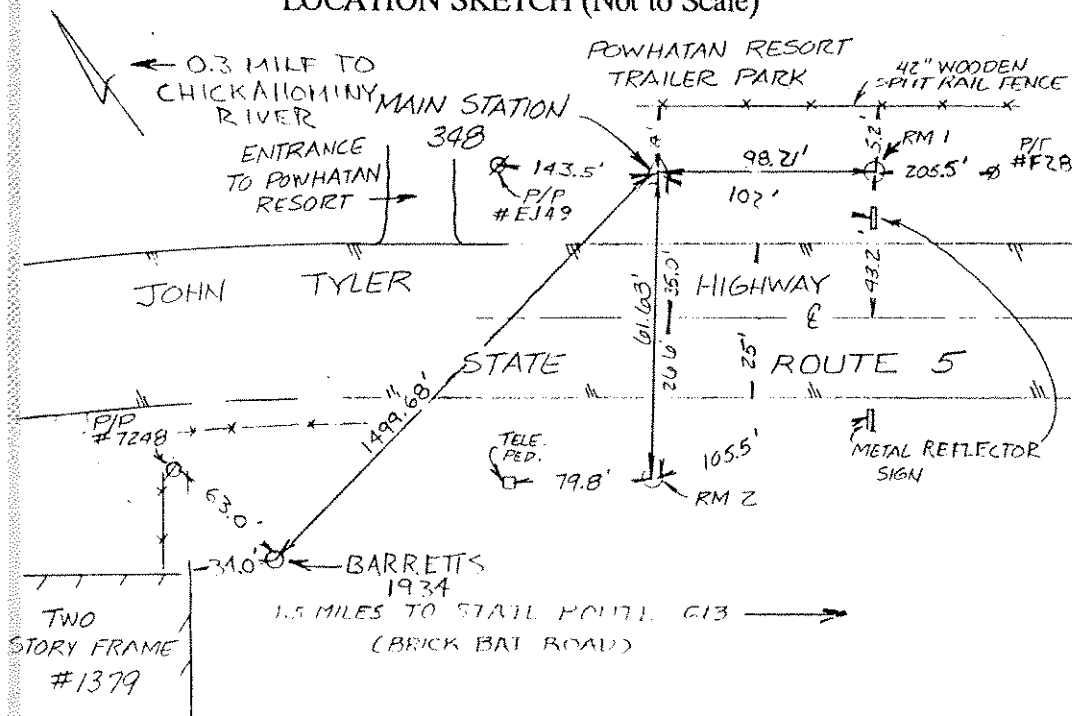 LOCATION SKETCH (Not to Scale)
0.3 MILE TO
CHICKAHOMINY
RIVER
POWHATAN RESORT
TRAILER PARK
42" WOODEN
SPLIT RAIL FENCE
MAIN STATION
348
ENTRANCE
TO POWHATAN
RESORT
143.5'
P/P
#EJ49
98.21'
102'
5.2'
RM 1
205.5'
#F28
JOHN TYLER
HIGHWAY
STATE
ROUTE 5
61.63'
35.0'
26.6'
25'
43.2'
1499.68'
P/P
#7248
63.0'
TELE.
PED.
79.8'
105.5'
RM 2
METAL REFLECTOR
SIGN
BARRETTS
1934
1.5 MILES TO STATE ROUTE 613
(BRICK BAT ROAD)
TWO
STORY FRAME
#1379